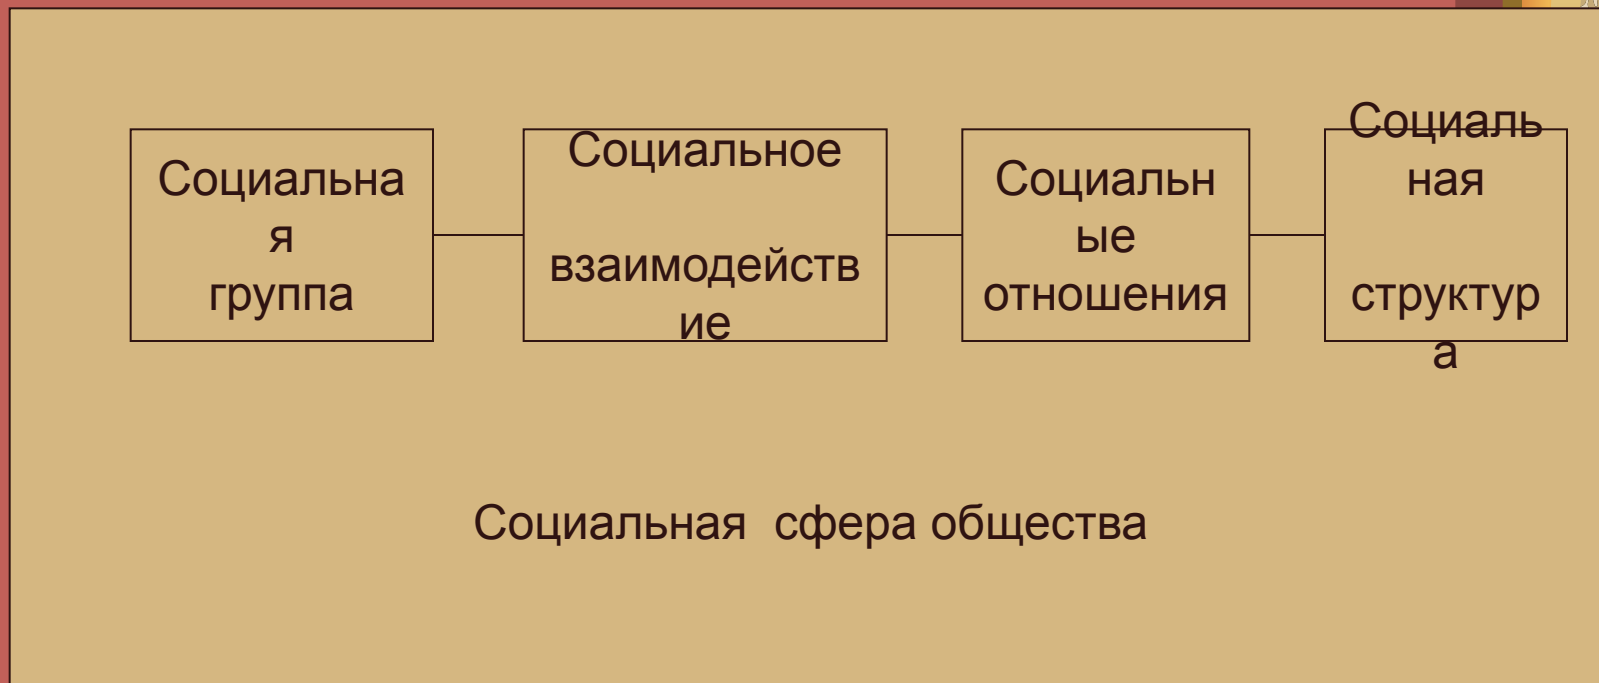 Социальна
я
группа
Социальное
взаимодейств
ие
Социальн
ые
отношения
Социаль
ная
структур
а
Социальная сфера общества